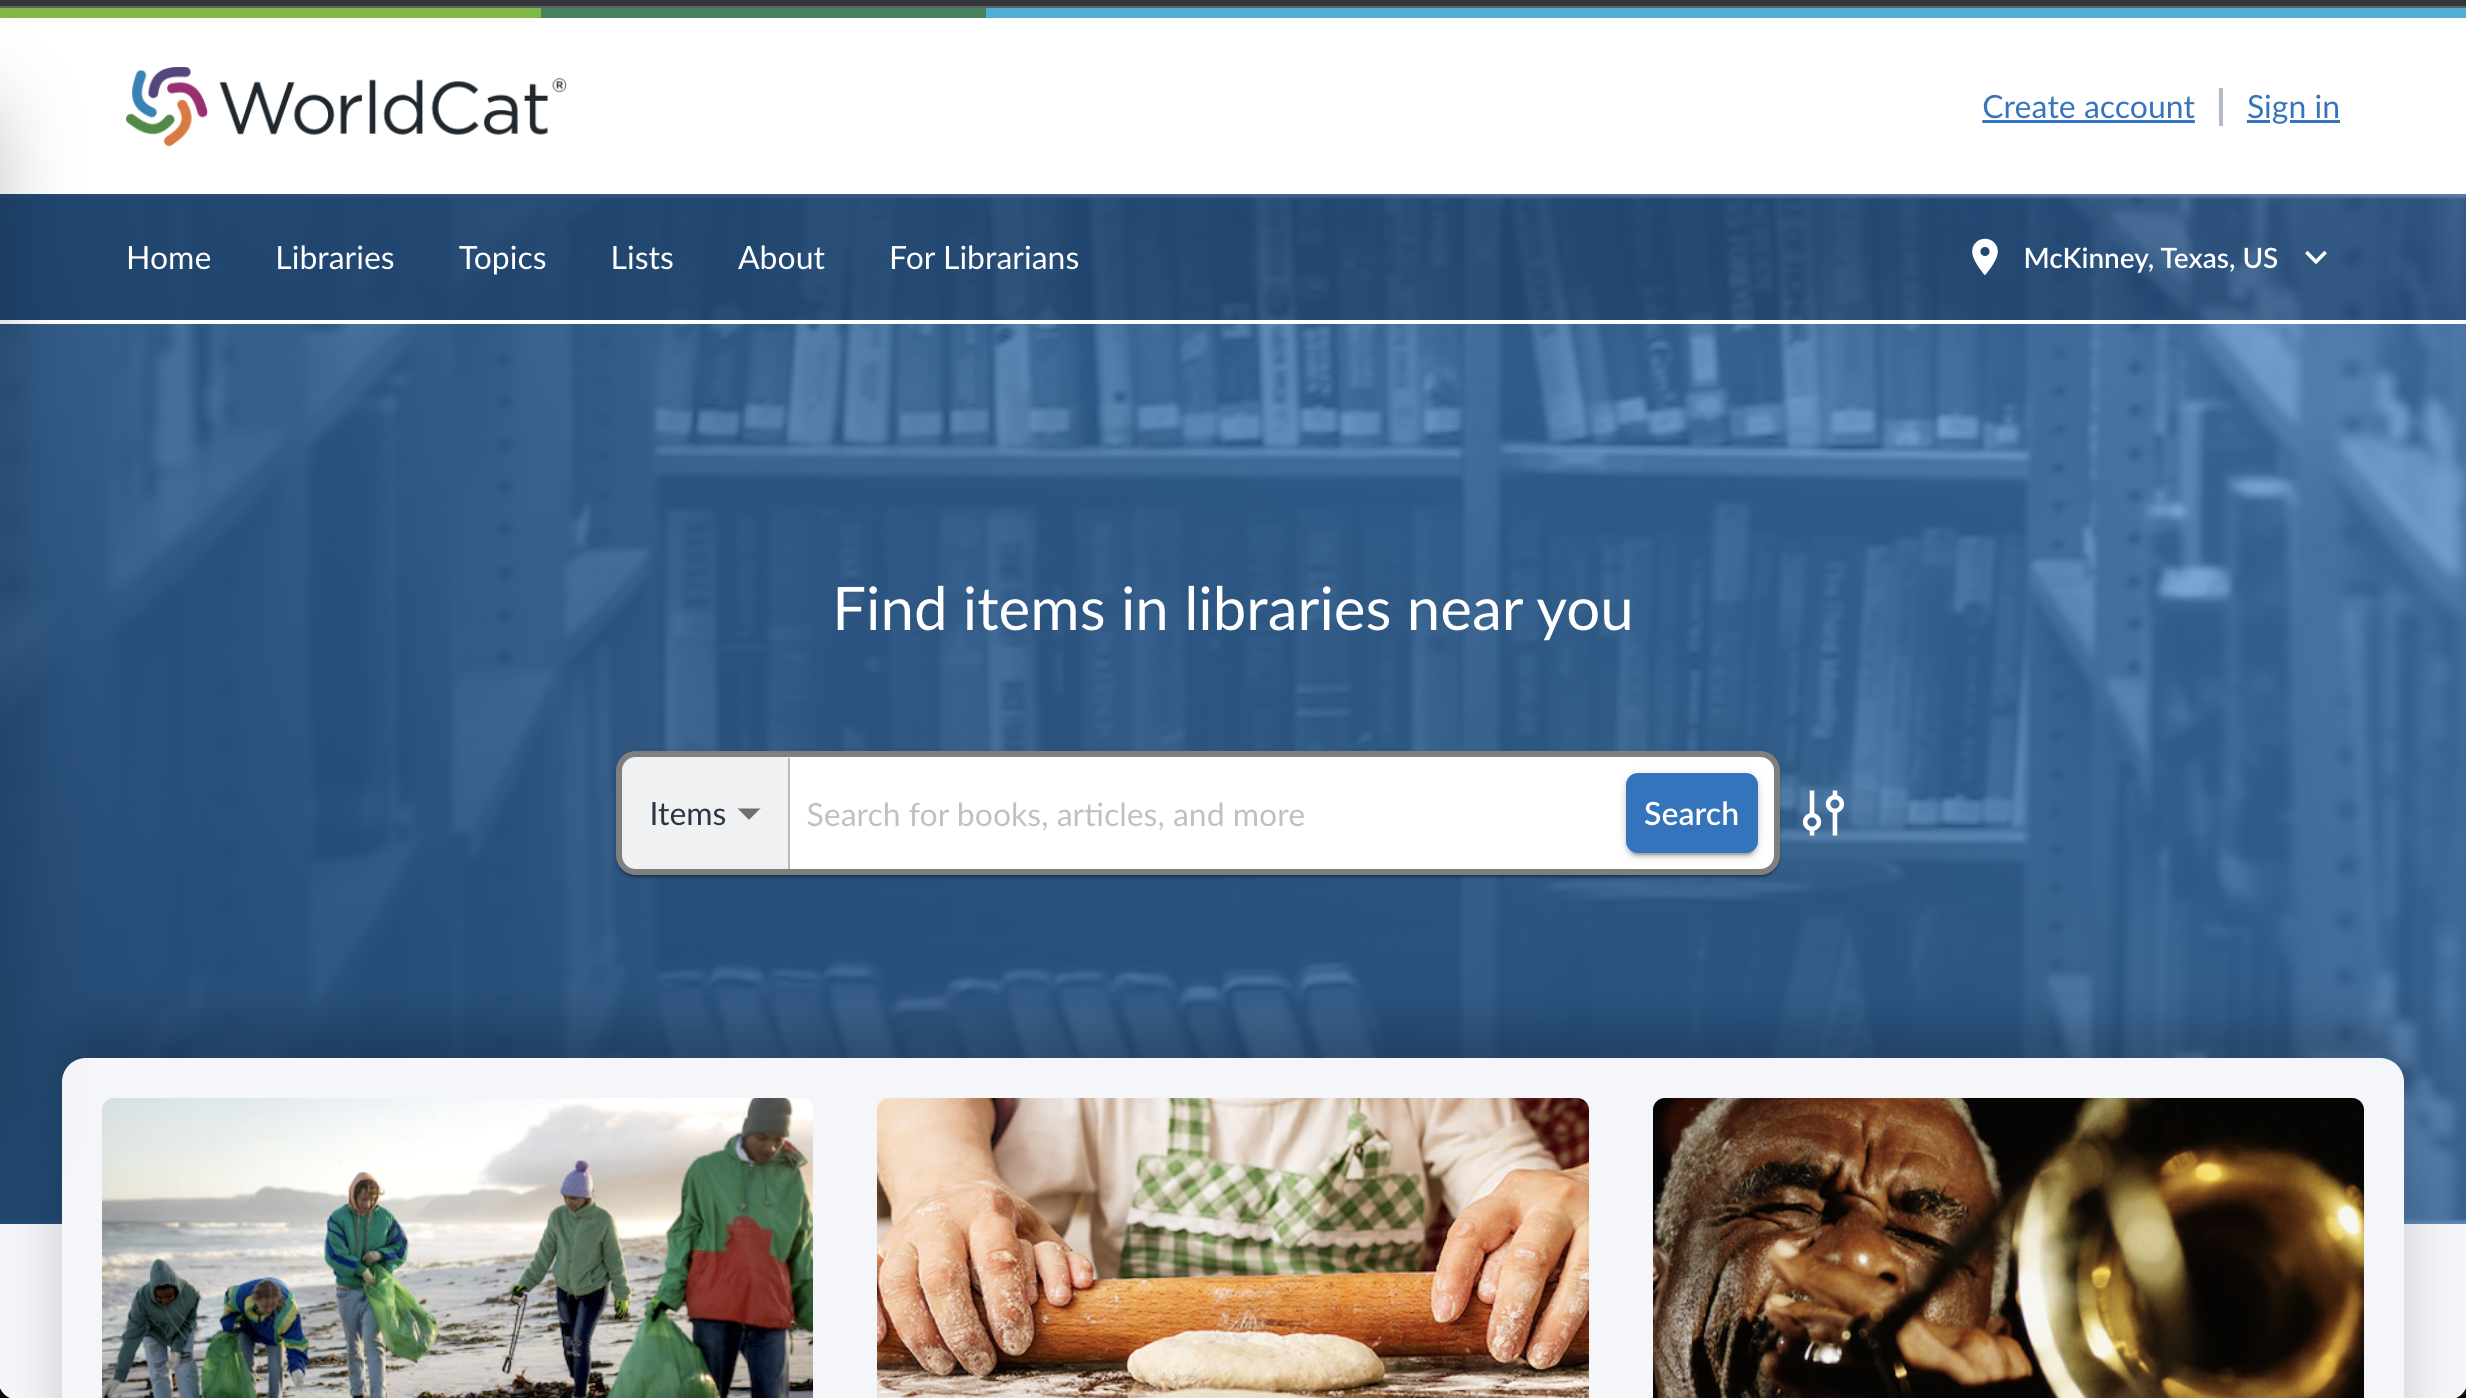 WorldCat®
Create account | Sign in
Home Libraries Topics Lists About For Librarians McKinney, Texas, US
Find items in libraries near you
Items Search for books, articles, and more Search